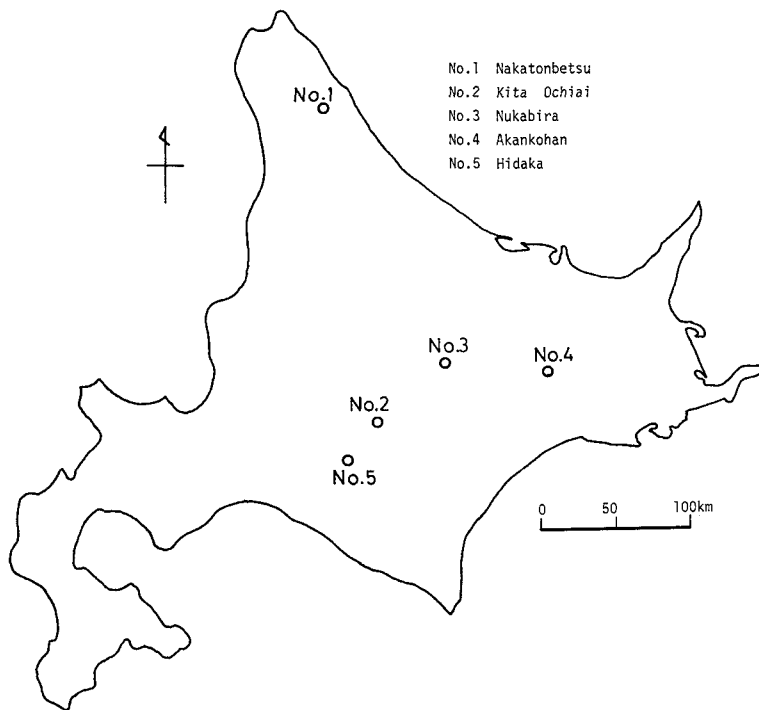 No.1 Nakatonbetsu
No.2 Kita Ochiai
No.3 Nukabira
No.4 Akankohan
No.5 Hidaka
No.1
No.3
No.4
No.2
No.5
0 50 100km